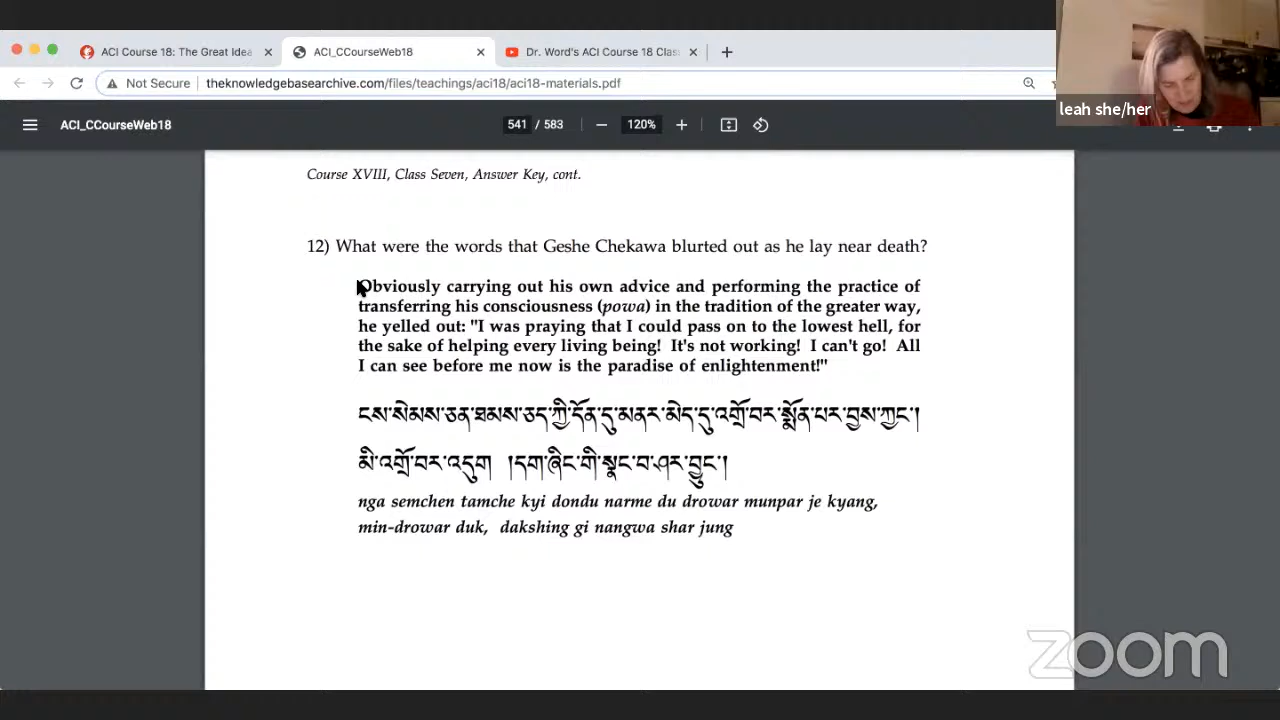 ACI Course 18: The Great Idea
ACI_CCourseWeb18
Dr. Word's ACI Course 18 Clas
Not Secure
theknowledgebasearchive.com/files/teachings/aci18/aci18-materials.pdf
leah she/her
ACI_CCourseWeb18
541 / 583
120%
Course XVIII, Class Seven, Answer Key, cont.
12) What were the words that Geshe Chekawa blurted out as he lay near death?
Obviously carrying out his own advice and performing the practice of
transferring his consciousness (powa) in the tradition of the greater way,
he yelled out: "I was praying that I could pass on to the lowest hell, for
the sake of helping every living being! It's not working! I can't go! All
I can see before me now is the paradise of enlightenment!"
ངས་སེམས་ཅན་ཐམས་ཅད་ཀྱི་དོན་དུ་མནར་མེད་དུ་འགྲོ་བར་སྨོན་པར་བྱས་ཀྱང་།
མི་འགྲོ་བར་འདུག །དག་ཞིང་གི་སྣང་བ་ཤར་བྱུང་།
nga semchen tamche kyi dondu narme du drowar munpar je kyang,
min-drowar duk, dakshing gi nangwa shar jung
zoom